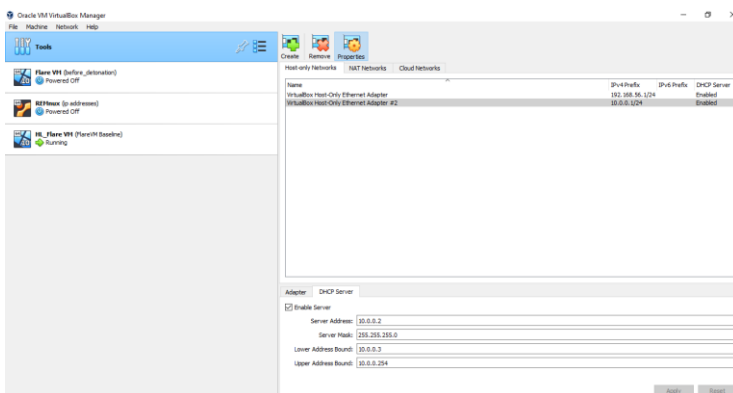 Oracle VM VirtualBox Manager
File Machine Network Help
Tools
Create Remove Properties
Host-only Networks NAT Networks Cloud Networks
Flare VM (before_detonation)
Powered Off
REMnux (ip-addresses)
Powered Off
HL_Flare VM (FlareVM Baseline)
Running
Name IPv4 Prefix IPv6 Prefix DHCP Server
VirtualBox Host-Only Ethernet Adapter 192.168.56.1/24 Enabled
VirtualBox Host-Only Ethernet Adapter #2 10.0.0.1/24 Enabled
Adapter DHCP Server
Enable Server
Server Address: 10.0.0.2
Server Mask: 255.255.255.0
Lower Address Bound: 10.0.0.3
Upper Address Bound: 10.0.0.254
Apply Reset